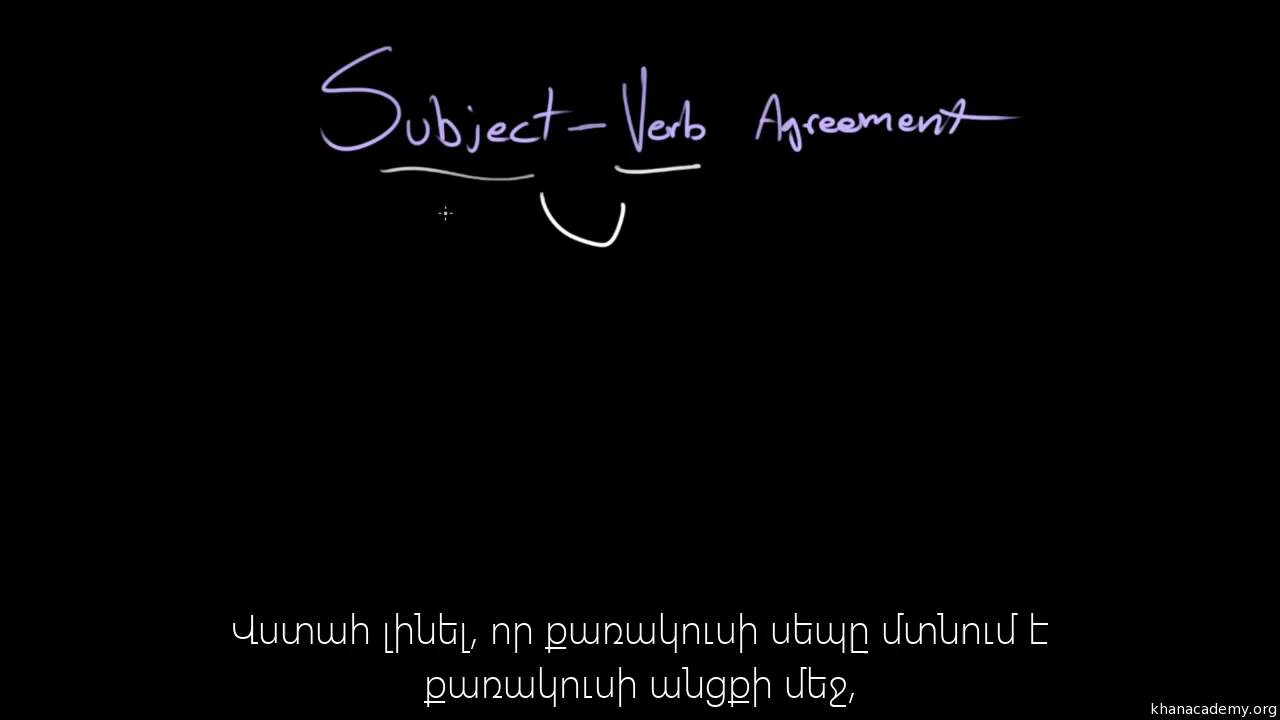 Subject-Verb Agreement
Վստահ լինել, որ քառակուսի սեպը մտնում է
քառակուսի անցքի մեջ,
khanacademy.org